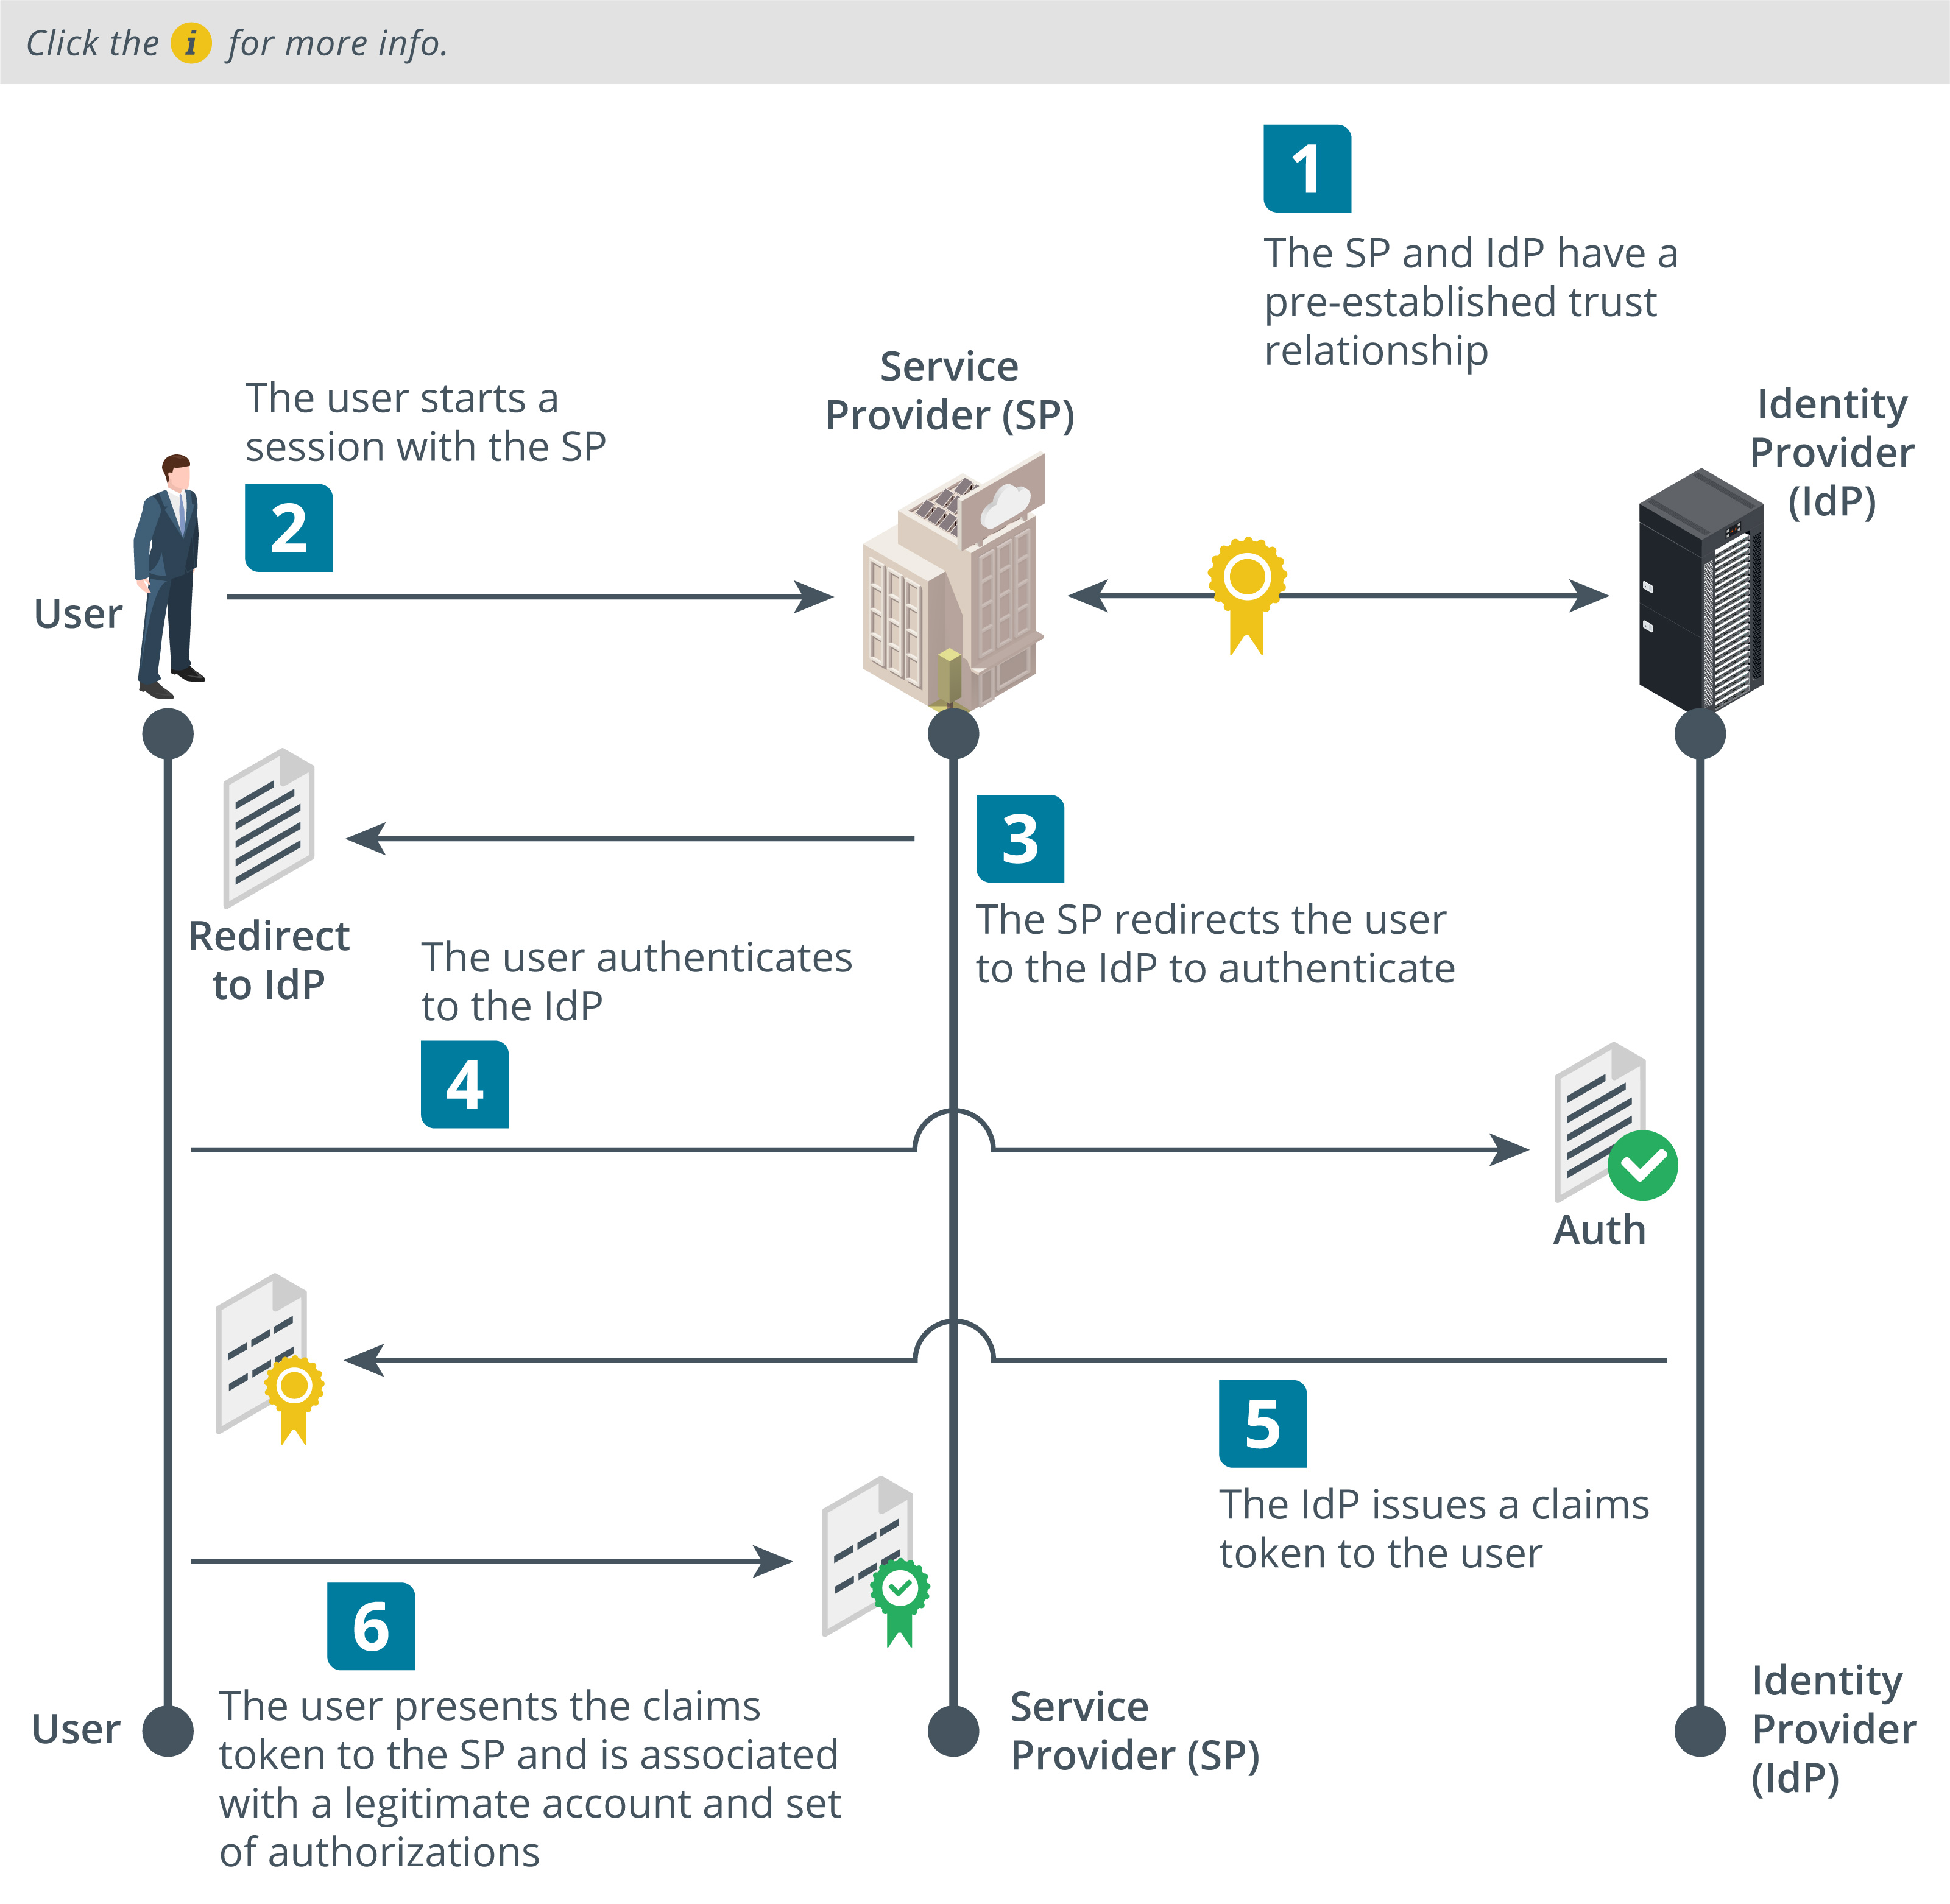 Click the i for more info.
1
The SP and IdP have a
pre-established trust
relationship
Service
Provider (SP)
Identity
Provider
(IdP)
The user starts a
session with the SP
2
User
3
The SP redirects the user
to the IdP to authenticate
Redirect
to IdP
The user authenticates
to the IdP
4
Auth
5
The IdP issues a claims
token to the user
6
The user presents the claims
token to the SP and is associated
with a legitimate account and set
of authorizations
User
Service
Provider (SP)
Identity
Provider
(IdP)